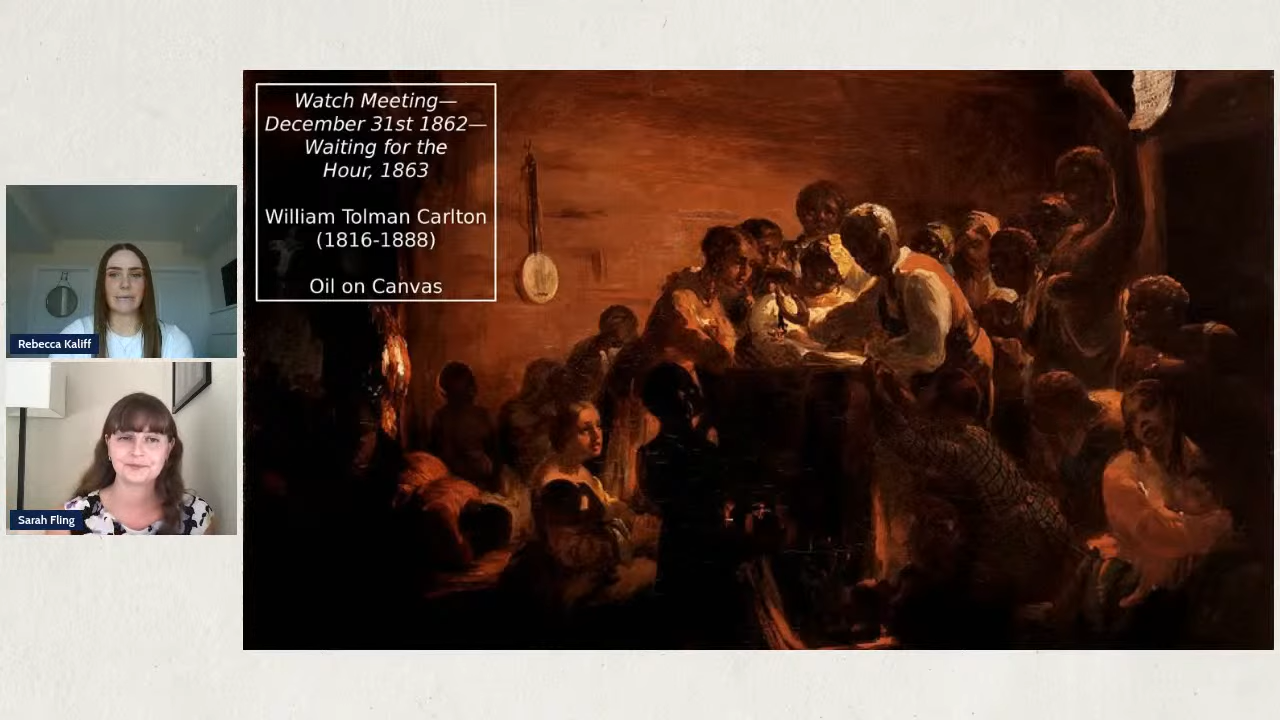 Watch Meeting—
December 31st 1862—
Waiting for the
Hour, 1863
William Tolman Carlton
(1816-1888)
Oil on Canvas
Rebecca Kaliff
Sarah Fling